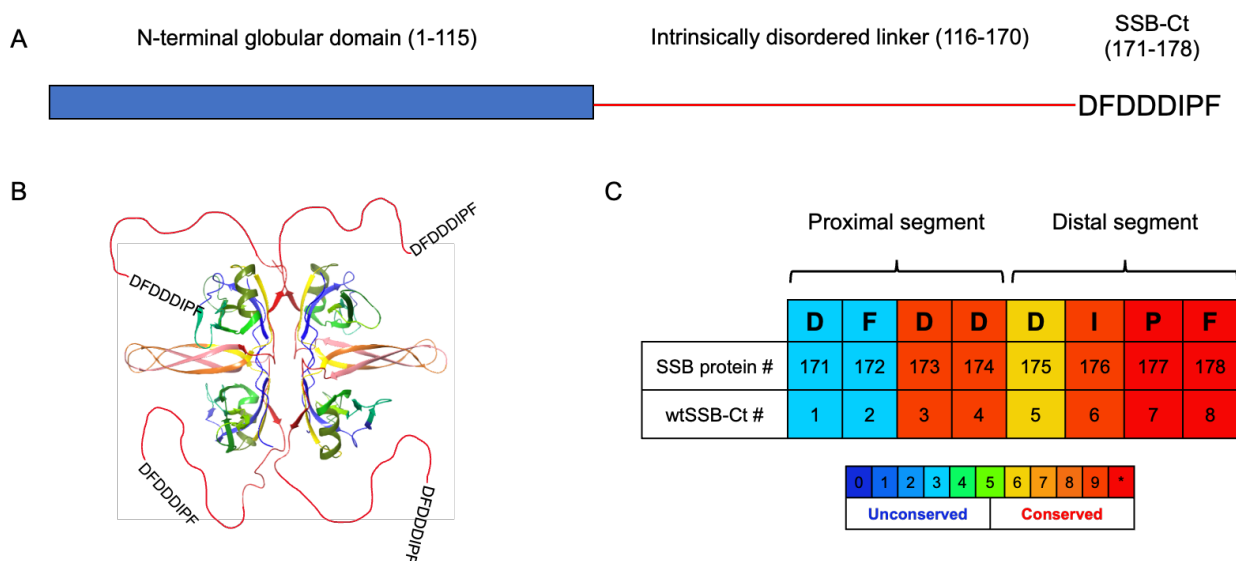 A
N-terminal globular domain (1-115)
Intrinsically disordered linker (116-170)
SSB-Ct
(171-178)
DFDDDIPF
B
DFDDDIPF
DFDDDIPF
DFDDDIPF
DFDDDIPF
C
Proximal segment
Distal segment
D F D D D I P F
SSB protein # 171 172 173 174 175 176 177 178
wtSSB-Ct # 1 2 3 4 5 6 7 8
0 1 2 3 4 5 6 7 8 9 *
Unconserved Conserved